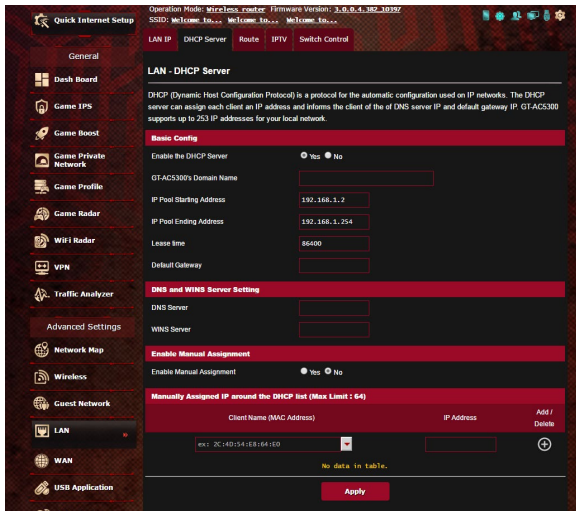 Quick Internet Setup
Operation Mode: Wireless router Firmware Version: 3.0.0.4.382_10397
SSID: Welcome to... Welcome to... Welcome to...
LAN IP DHCP Server Route IPTV Switch Control
General
Dash Board
Game IPS
Game Boost
Game Private
Network
Game Profile
Game Radar
WiFi Radar
VPN
Traffic Analyzer
Advanced Settings
Network Map
Wireless
Guest Network
LAN »
WAN
USB Application
LAN - DHCP Server
DHCP (Dynamic Host Configuration Protocol) is a protocol for the automatic configuration used on IP networks. The DHCP
server can assign each client an IP address and informs the client of the of DNS server IP and default gateway IP. GT-AC5300
supports up to 253 IP addresses for your local network.
Basic Config
Enable the DHCP Server Yes No
GT-AC5300's Domain Name
IP Pool Starting Address 192.168.1.2
IP Pool Ending Address 192.168.1.254
Lease time 86400
Default Gateway
DNS and WINS Server Setting
DNS Server
WINS Server
Enable Manual Assignment
Enable Manual Assignment Yes No
Manually Assigned IP around the DHCP list (Max Limit : 64)
Client Name (MAC Address) IP Address Add /
Delete
ex: 2C:4D:54:E8:64:E0
No data in table.
Apply